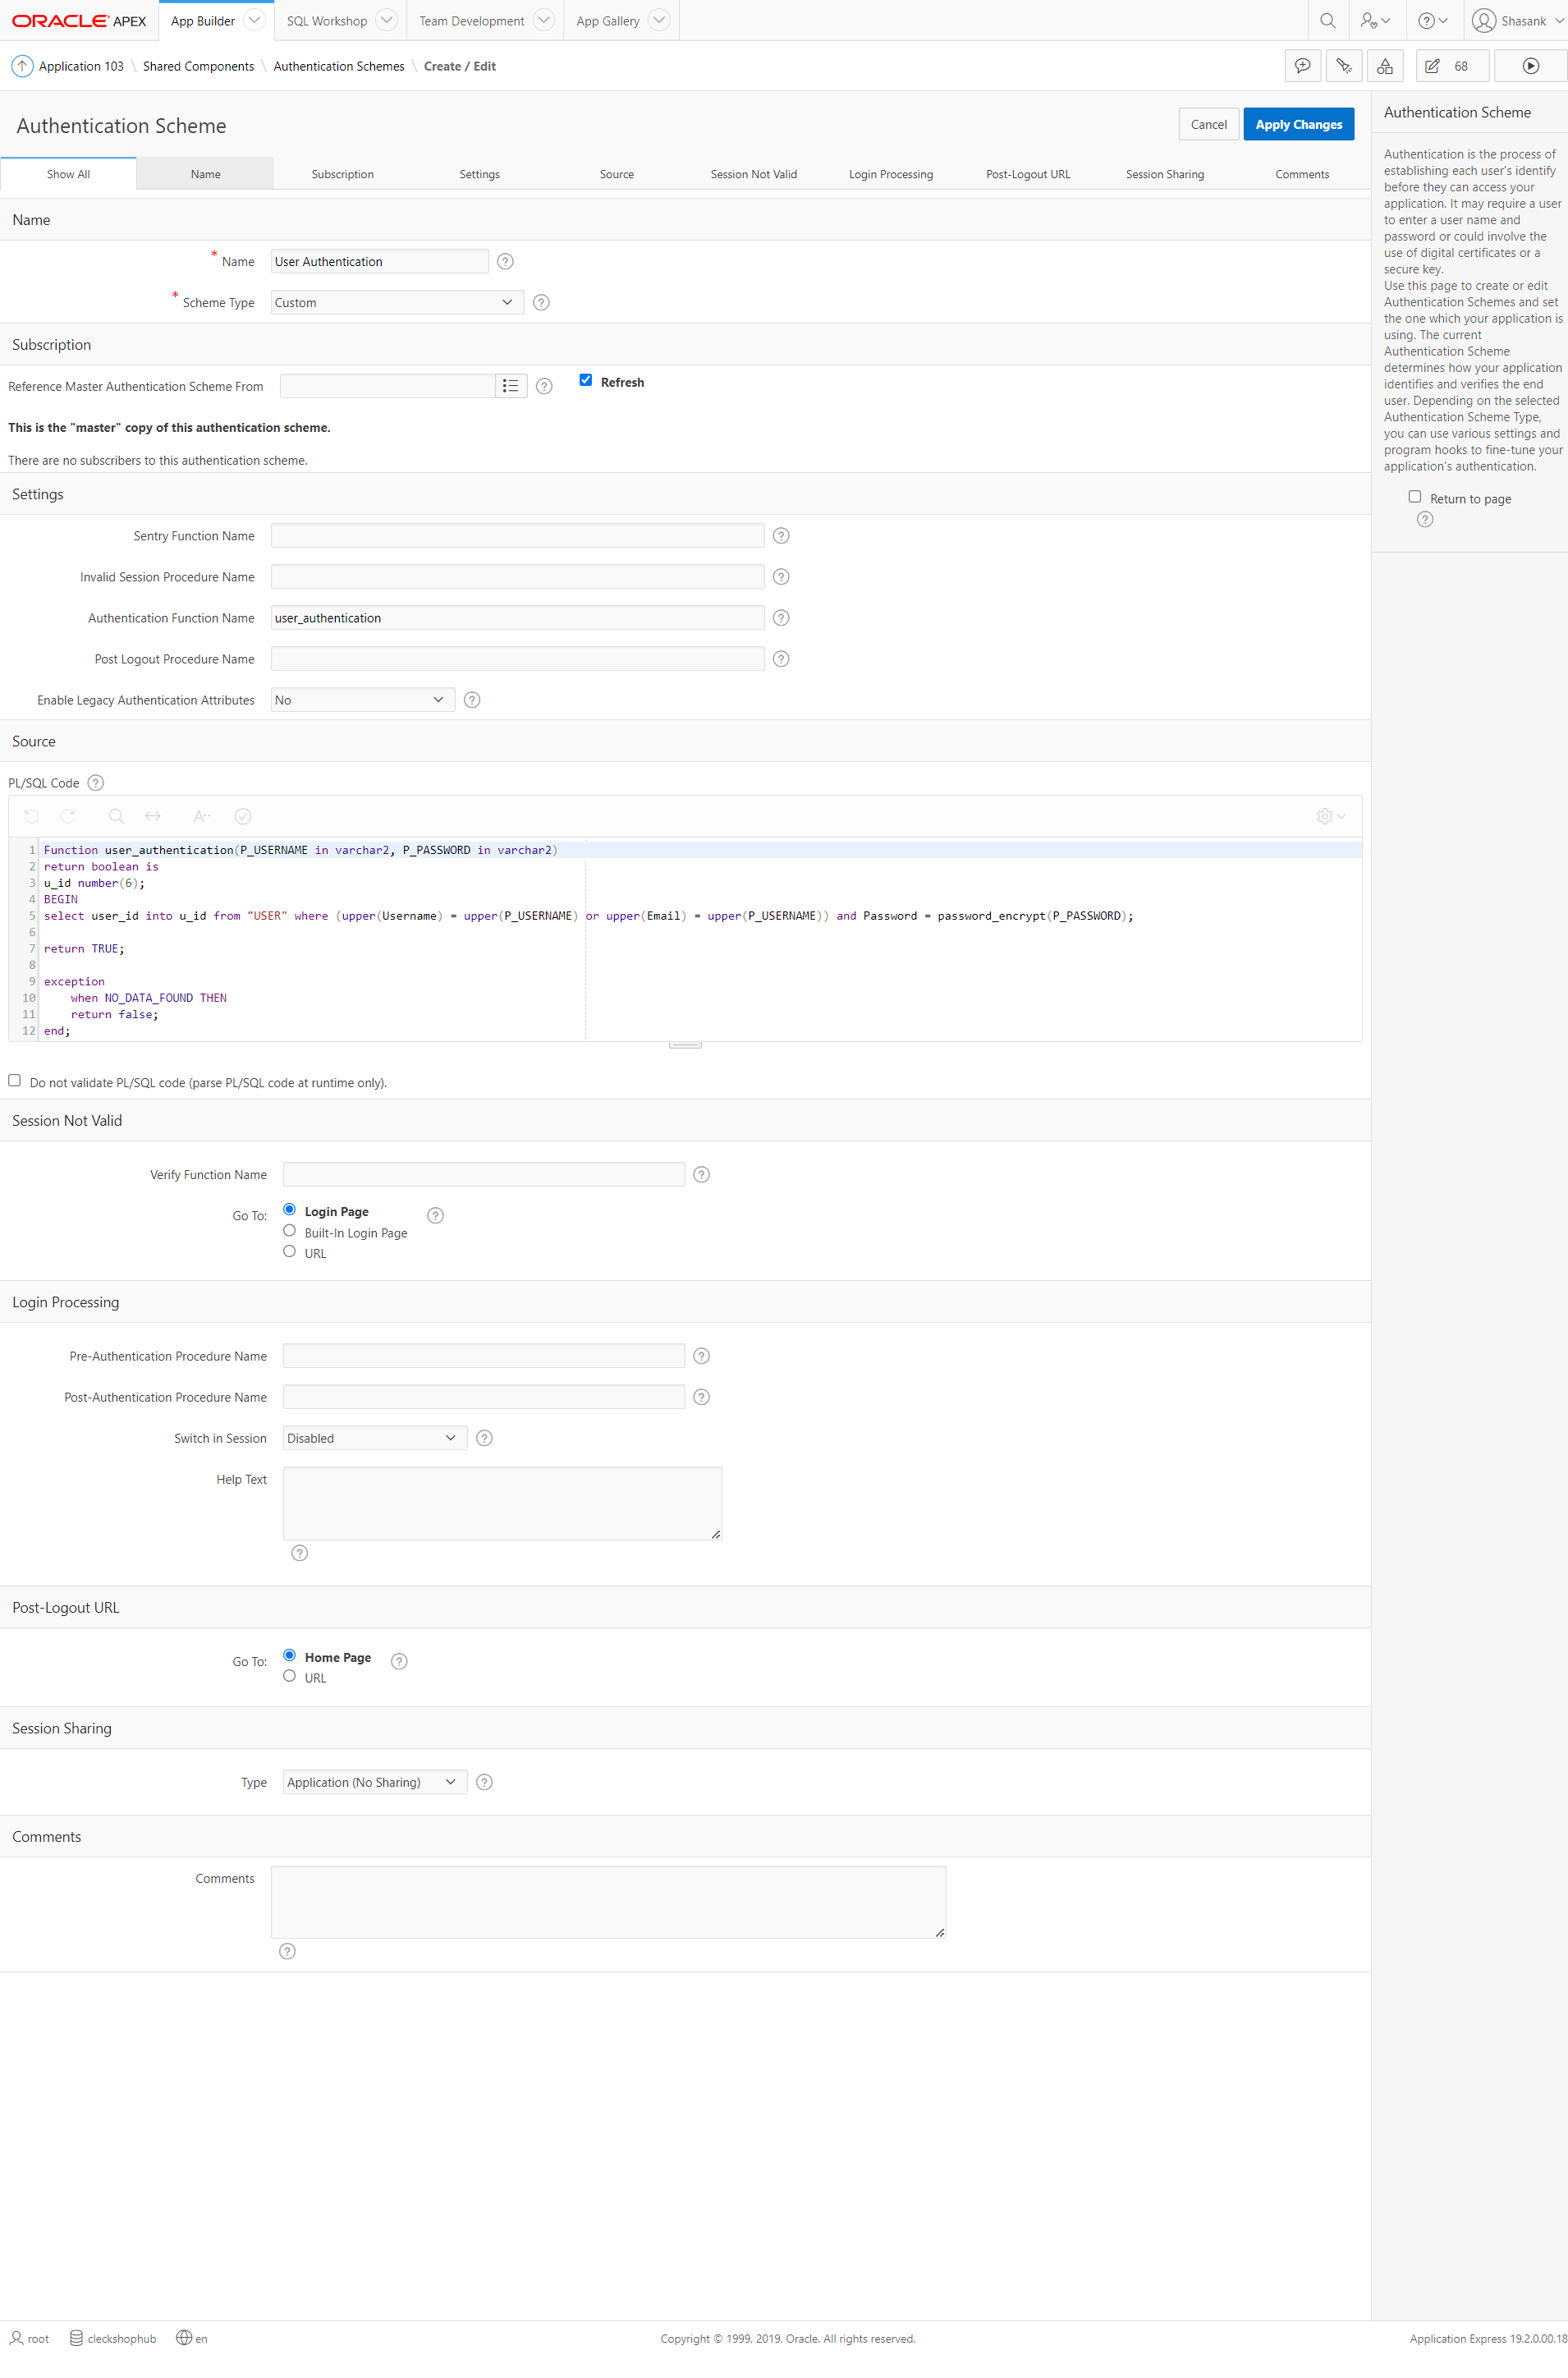 ORACLE APEX App Builder SQL Workshop Team Development App Gallery Shasank
Application 103 \ Shared Components \ Authentication Schemes \ Create / Edit 68
Authentication Scheme
Cancel Apply Changes
Show All Name Subscription Settings Source Session Not Valid Login Processing Post-Logout URL Session Sharing Comments
Name
* Name User Authentication
* Scheme Type Custom
Subscription
Reference Master Authentication Scheme From Refresh
This is the "master" copy of this authentication scheme.
There are no subscribers to this authentication scheme.
Settings
Sentry Function Name
Invalid Session Procedure Name
Authentication Function Name user_authentication
Post Logout Procedure Name
Enable Legacy Authentication Attributes No
Source
PL/SQL Code
1 Function user_authentication(P_USERNAME in varchar2, P_PASSWORD in varchar2)
2 return boolean is
3 u_id number(6);
4 BEGIN
5 select user_id into u_id from "USER" where (upper(Username) = upper(P_USERNAME) or upper(Email) = upper(P_USERNAME)) and Password = password_encrypt(P_PASSWORD);
6
7 return TRUE;
8
9 exception
10 when NO_DATA_FOUND THEN
11 return false;
12 end;
Do not validate PL/SQL code (parse PL/SQL code at runtime only).
Session Not Valid
Verify Function Name
Go To: Login Page
Built-In Login Page
URL
Login Processing
Pre-Authentication Procedure Name
Post-Authentication Procedure Name
Switch in Session Disabled
Help Text
Post-Logout URL
Go To: Home Page
URL
Session Sharing
Type Application (No Sharing)
Comments
Comments
Authentication Scheme
Authentication is the process of
establishing each user's identify
before they can access your
application. It may require a user
to enter a user name and
password or could involve the
use of digital certificates or a
secure key.
Use this page to create or edit
Authentication Schemes and set
the one which your application is
using. The current
Authentication Scheme
determines how your application
identifies and verifies the end
user. Depending on the selected
Authentication Scheme Type,
you can use various settings and
program hooks to fine-tune your
application's authentication.
Return to page
root cleckshophub en Copyright © 1999, 2019, Oracle. All rights reserved. Application Express 19.2.0.00.18